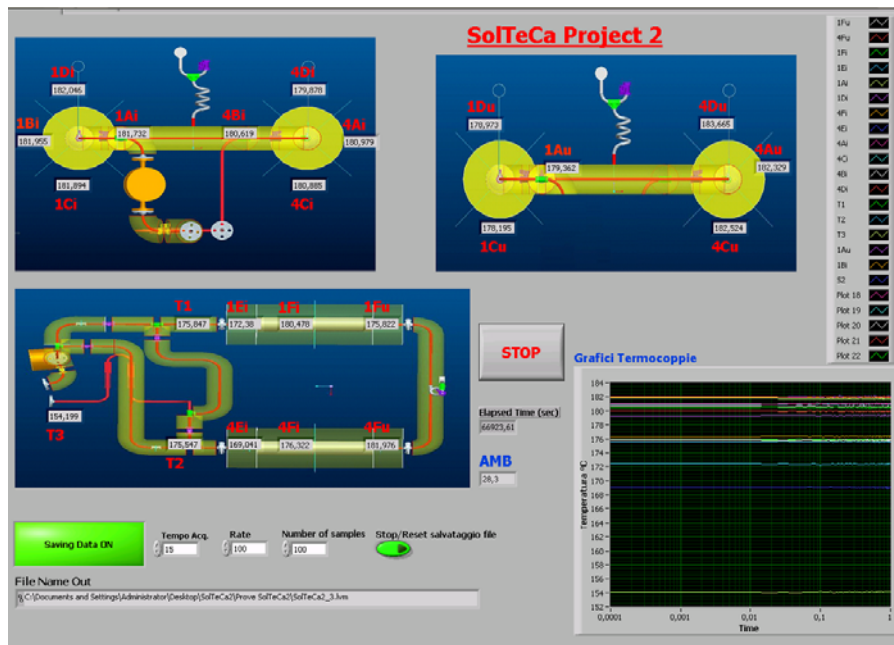 SolTeCa Project 2
1Di
182,046
4Di
179,878
1Bi
181,955
1Ai
181,732
4Bi
180,619
4Ai
180,979
181,894
1Ci
180,885
4Ci
1Du
178,973
4Du
183,665
1Au
179,362
4Au
182,329
178,195
1Cu
182,524
4Cu
1Fu
4Fu
1Fi
1Ei
1Ai
1Di
4Fi
4Ei
4Ai
4Ci
4Bi
4Di
T1
T2
T3
1Au
1Bi
S2
Plot 18
Plot 19
Plot 20
Plot 21
Plot 22
T1
175,847
1Ei
172,38
1Fi
180,478
1Fu
175,822
154,199
T3
175,547
T2
4Ei
169,041
4Fi
176,322
4Fu
181,976
STOP
Elapsed Time (sec)
66923,61
AMB
28,3
Grafici Termocoppie
Temperatura ºC
184
182
180
178
176
174
172
170
168
166
164
162
160
158
156
154
152
0,0001
0,001
0,01
0,1
1
Time
Saving Data ON
Tempo Acq.
15
Rate
100
Number of samples
100
Stop/Reset salvataggio file
File Name Out
C:\Documents and Settings\Administrator\Desktop\SolTeCa2\Prove SolTeCa2\SolTeCa2_3.lvm